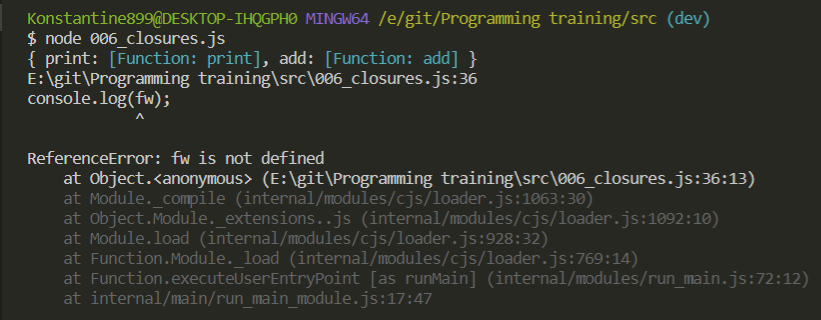 Konstantine899@DESKTOP-IHQGPH0 MINGW64 /e/git/Programming training/src (dev)
$ node 006_closures.js
{ print: [Function: print], add: [Function: add] }
E:\git\Programming training\src\006_closures.js:36
console.log(fw);
            ^
ReferenceError: fw is not defined
    at Object.<anonymous> (E:\git\Programming training\src\006_closures.js:36:13)
    at Module._compile (internal/modules/cjs/loader.js:1063:30)
    at Object.Module._extensions..js (internal/modules/cjs/loader.js:1092:10)
    at Module.load (internal/modules/cjs/loader.js:928:32)
    at Function.Module._load (internal/modules/cjs/loader.js:769:14)
    at Function.executeUserEntryPoint [as runMain] (internal/modules/run_main.js:72:12)
    at internal/main/run_main_module.js:17:47